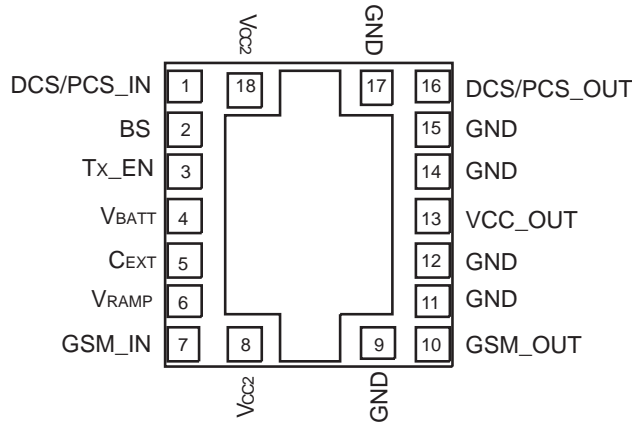 VCC2
GND
DCS/PCS_IN 1 18 17 16 DCS/PCS_OUT
BS 2 15 GND
TX_EN 3 14 GND
VBATT 4 13 VCC_OUT
CEXT 5 12 GND
VRAMP 6 11 GND
GSM_IN 7 8 9 10 GSM_OUT
VCC2
GND